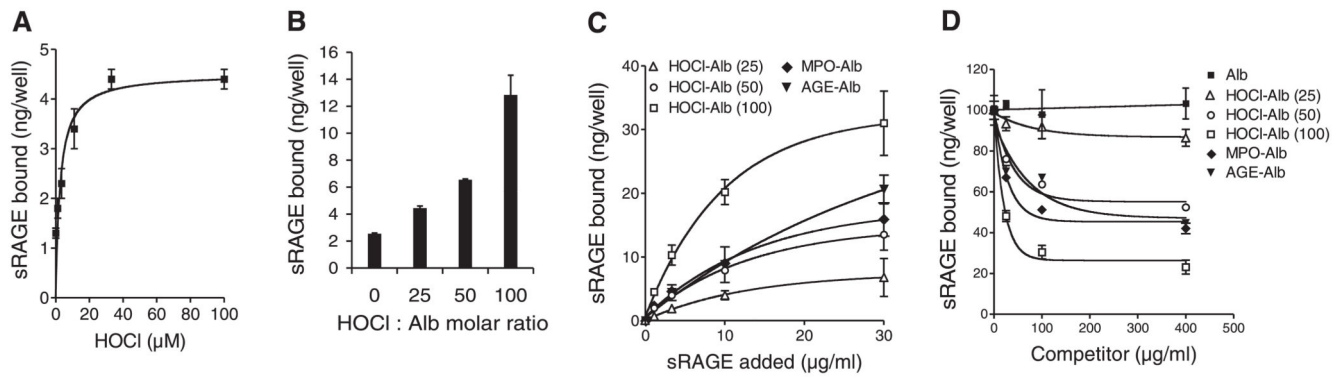 A
sRAGE bound (ng/well)
5
4
3
2
1
0
0 20 40 60 80 100
HOCl (µM)
B
sRAGE bound (ng/well)
16
14
12
10
8
6
4
2
0
0 25 50 100
HOCl : Alb molar ratio
C
HOCl-Alb (25)
HOCl-Alb (50)
HOCl-Alb (100)
MPO-Alb
AGE-Alb
sRAGE bound (ng/well)
40
30
20
10
0
0 10 20 30
sRAGE added (µg/ml)
D
sRAGE bound (ng/well)
120
100
80
60
40
20
0
0 100 200 300 400 500
Competitor (µg/ml)
Alb
HOCl-Alb (25)
HOCl-Alb (50)
HOCl-Alb (100)
MPO-Alb
AGE-Alb